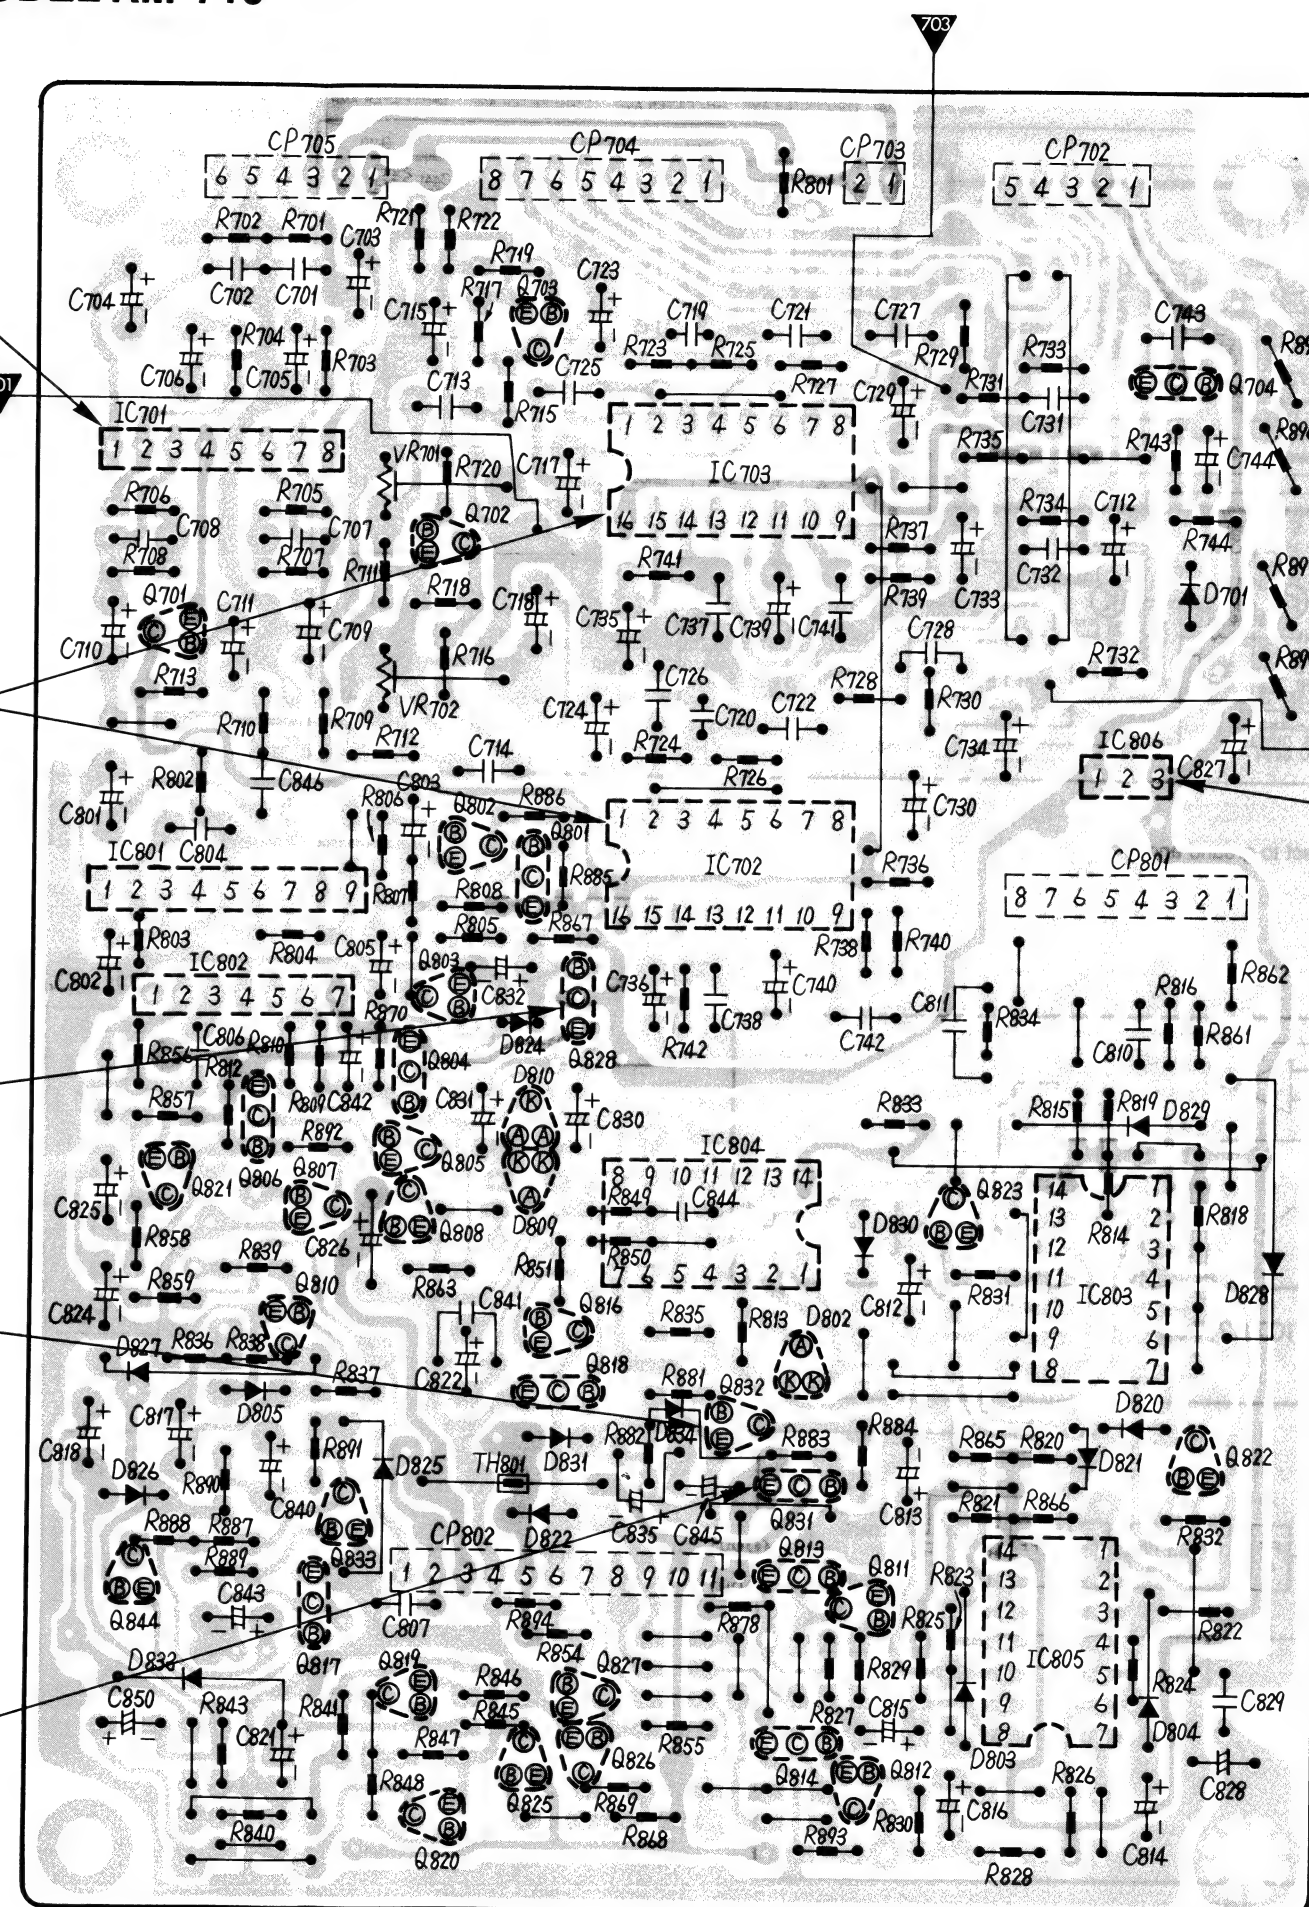 703
CP705 CP704 CP703 CP702
6 5 4 3 2 1 8 7 6 5 4 3 2 1 R801 2 1 5 4 3 2 1
R702 R701 C703 R721 R722
C704 C702 C701 R719 C723
R717 Q703 E B C
C715 C719 C721 C727 C743
R704 R703 R723 R725 R729 R733
C706 C705 C713 C725 R727 C729 R731 E C B Q704
R715 C731
01
IC701 1 2 3 4 5 6 7 8
1 2 3 4 5 6 7 8 VR701 R720 C717 IC703 R735 R743 C744
R706 R705 Q702 B E C 16 15 14 13 12 11 10 9 R734 C712
C708 C707 R737 R744
R708 R707 R711 R741 C732
Q701 C711 R718 C718 C735 R739 C733 D701
C E B C709 C737 C739 C741 C728
C710 R716 R732
R713 C726 R728 R730
R710 R709 VR702 C724 C720 C722
R712 C714 R724 C734 IC806
R802 C846 C803 R726 1 2 3 C827
C801 R806 Q802 R886 C730
B E C Q801 B C E 1 2 3 4 5 6 7 8
IC801 C804 R885 IC702 CP801
1 2 3 4 5 6 7 8 9 R807 R808 R736 8 7 6 5 4 3 2 1
R805 R867 16 15 14 13 12 11 10 9
R803 R804 C805 R738 R740
C802 IC802 Q803 C E B C832 B C E C736 C740 R862
1 2 3 4 5 6 7 R870 C738 C811 R834 R816
C806 D824 Q828 R742 C742 C810 R861
R856 R812 R810 Q804 E C B D810
R857 E C B R809 C842 C831 K A A C830 R833 R815 R819 D829
R892 B E C K K A IC804
E B C Q821 Q806 Q807 Q805 8 9 10 11 12 13 14 Q823 14 1
C825 B E C C B E D809 R849 C844 C B E 13 2 R818
R858 C826 Q808 D830 12 R814 3
R839 R851 R850 11 4
R859 Q810 R863 7 6 5 4 3 2 1 R831 10 IC803 5 D828
C824 E B C C841 Q816 C812 9 6
D827 R836 R838 B E C R835 R813 D802 8 7
R837 C822 Q818 A K K
D805 E C B R881 Q832 D820
C817 R891 B E C R884
C818 D825 D831 R882 D834 R883 R865 R820 D821 C B E Q822
D826 R890 TH801 E C B
C840 C B E D822 C835 C845 Q831 C813 R821 R866
R888 R887 CP802 Q813 R832
C B E R889 Q833 1 2 3 4 5 6 7 8 9 10 11 E C B Q811 14 1
Q844 C843 E C B C807 R894 C E B R823 13 2
R854 R878 R825 12 3 R822
D833 Q817 Q819 R846 Q827 R829 11 4
C850 R843 R841 C E B R845 B E C R827 C815 10 IC805 5 R824 C829
C821 R847 C B E E B C R855 E C B 9 6
R848 Q826 Q814 E B C Q812 8 7 D804
Q825 R869 D803 R826 C828
R840 C E B R868 R893 R830 C816
Q820 R828 C814